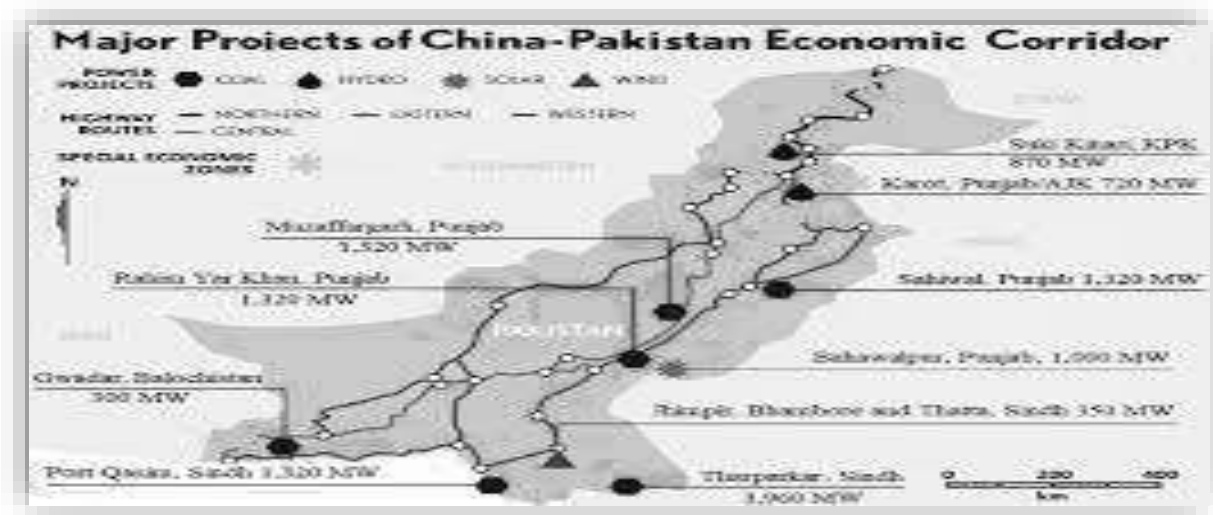 Major Projects of China-Pakistan Economic Corridor
POWER PROJECTS COAL HYDRO SOLAR WIND
HIGHWAY ROUTES NORTHERN EASTERN WESTERN
CENTRAL
SPECIAL ECONOMIC ZONES
N
Suki Kinari, KPK
870 MW
Karot, Punjab/AJK 720 MW
Muzaffargarh, Punjab
1,320 MW
Rahim Yar Khan, Punjab
1,320 MW
Sahiwal, Punjab 1,320 MW
PAKISTAN
Bahawalpur, Punjab, 1,000 MW
Gwadar, Balochistan
300 MW
Jhimpir, Bhambore and Thatta, Sindh 350 MW
Port Qasim, Sindh 1,320 MW
Tharparkar, Sindh
MW
0 200 400
km